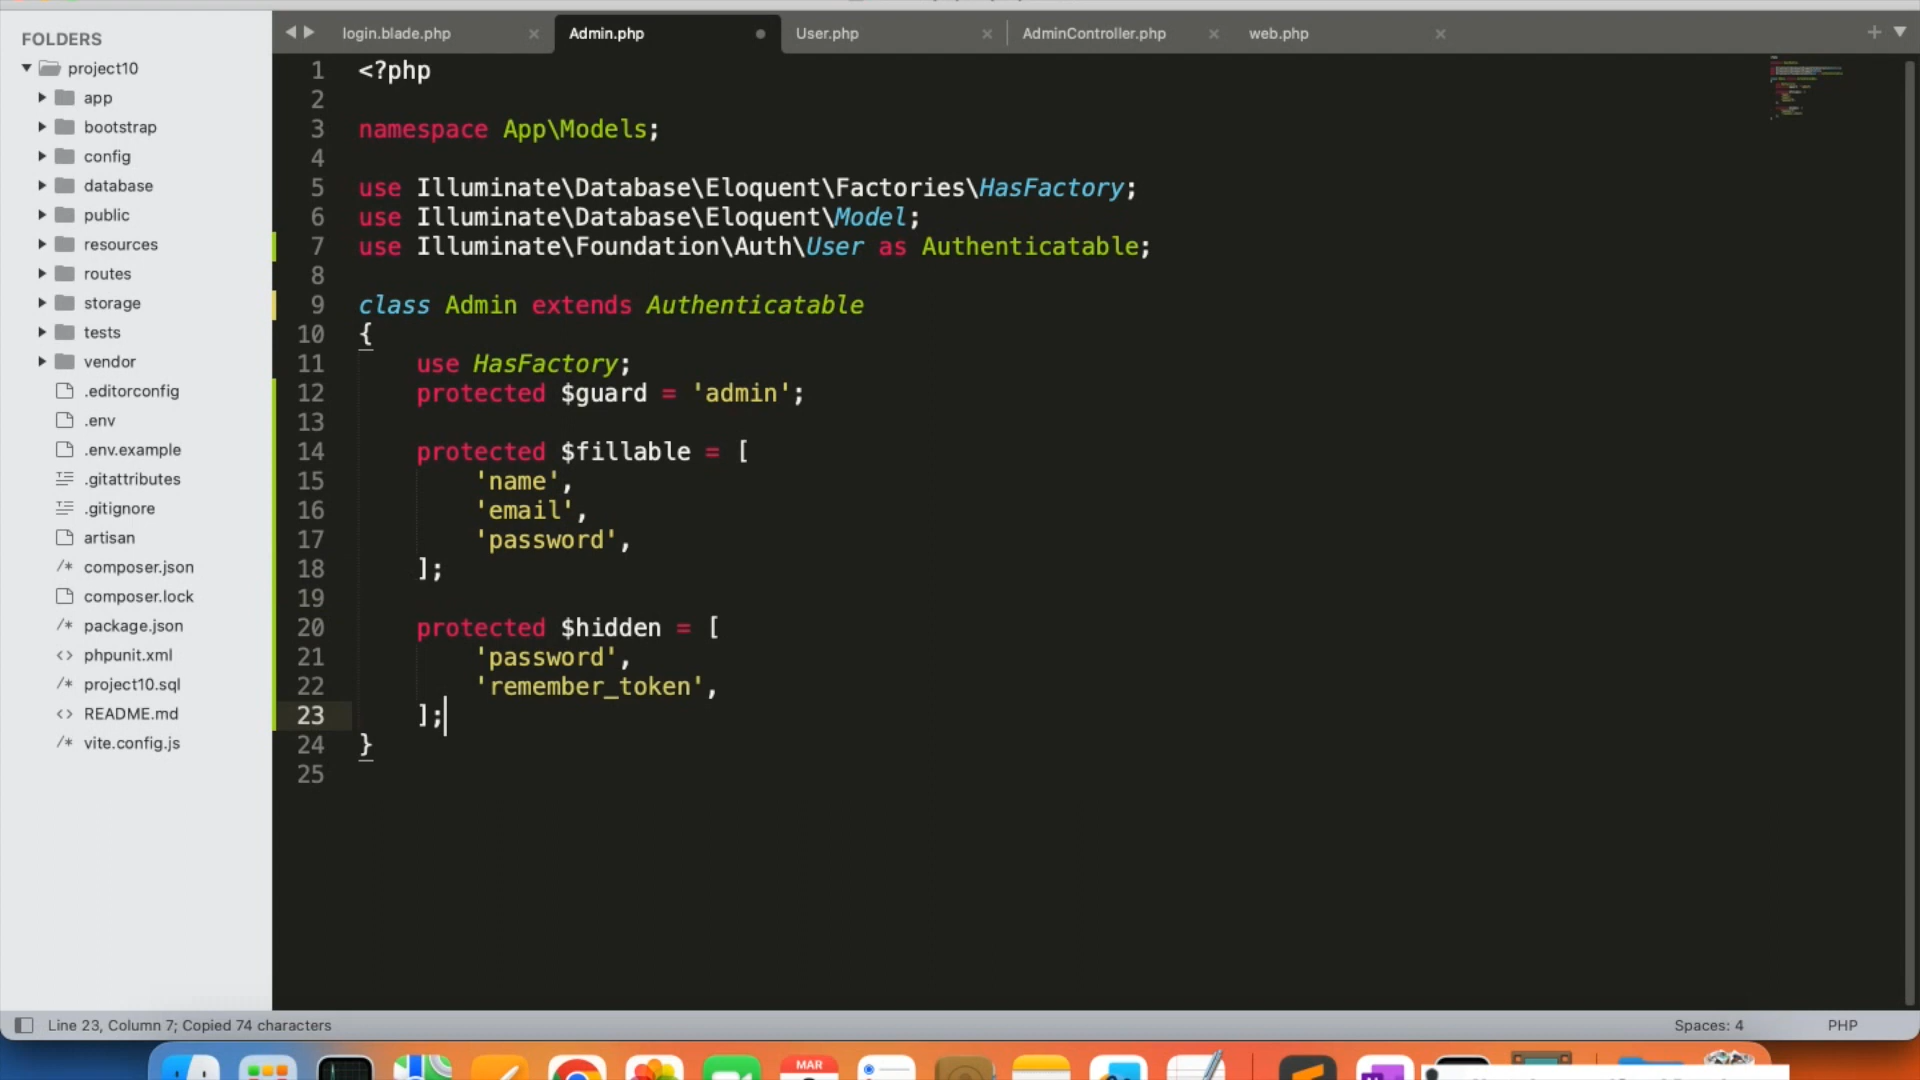 FOLDERS
project10
app
bootstrap
config
database
public
resources
routes
storage
tests
vendor
.editorconfig
.env
.env.example
.gitattributes
.gitignore
artisan
/* composer.json
composer.lock
/* package.json
<> phpunit.xml
/* project10.sql
<> README.md
/* vite.config.js
login.blade.php ×
Admin.php
User.php ×
AdminController.php ×
web.php ×
1 <?php
2
3 namespace App\Models;
4
5 use Illuminate\Database\Eloquent\Factories\HasFactory;
6 use Illuminate\Database\Eloquent\Model;
7 use Illuminate\Foundation\Auth\User as Authenticatable;
8
9 class Admin extends Authenticatable
10 {
11 use HasFactory;
12 protected $guard = 'admin';
13
14 protected $fillable = [
15 'name',
16 'email',
17 'password',
18 ];
19
20 protected $hidden = [
21 'password',
22 'remember_token',
23 ];
24 }
25
Line 23, Column 7; Copied 74 characters
Spaces: 4
PHP
MAR